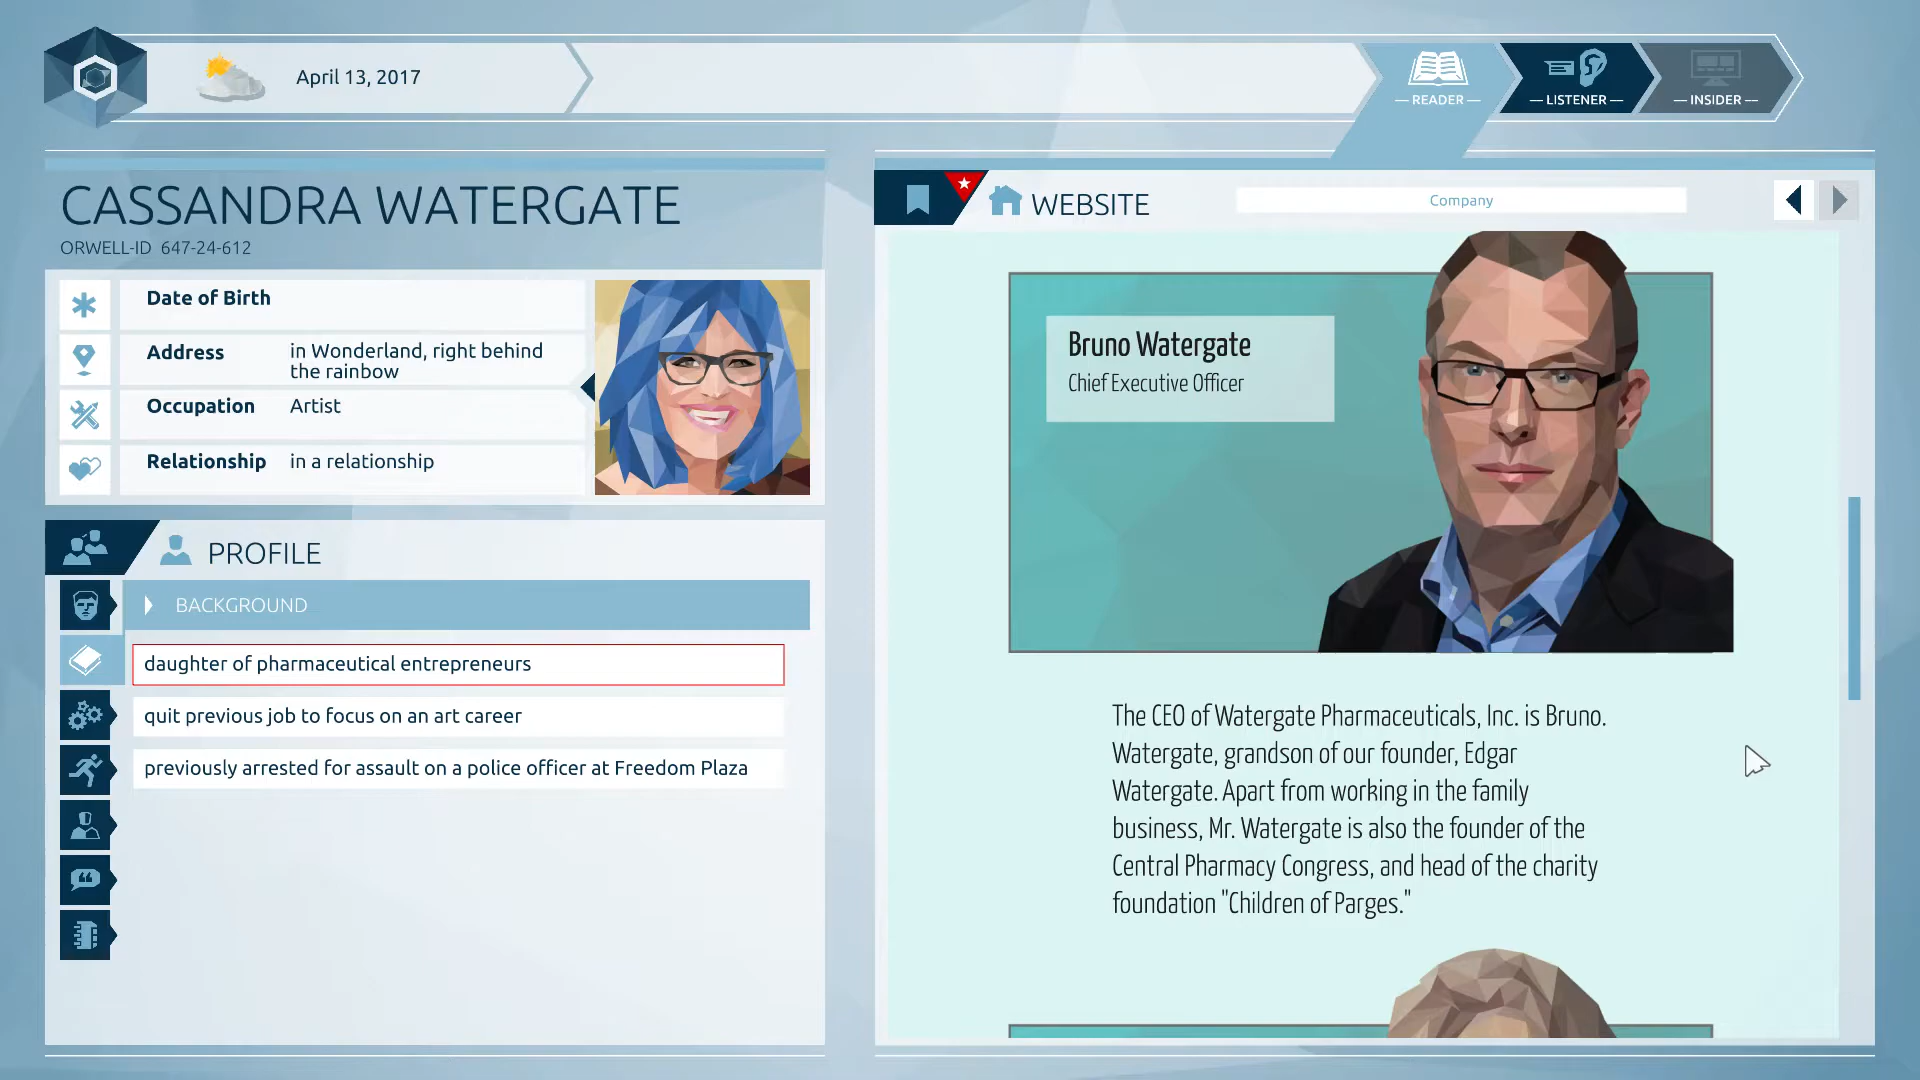 April 13, 2017
READER
LISTENER
INSIDER
CASSANDRA WATERGATE
ORWELL-ID 647-24-612
Date of Birth
Address in Wonderland, right behind
the rainbow
Occupation Artist
Relationship in a relationship
PROFILE
BACKGROUND
daughter of pharmaceutical entrepreneurs
quit previous job to focus on an art career
previously arrested for assault on a police officer at Freedom Plaza
WEBSITE
Company
Bruno Watergate
Chief Executive Officer
The CEO of Watergate Pharmaceuticals, Inc. is Bruno.
Watergate, grandson of our founder, Edgar
Watergate. Apart from working in the family
business, Mr. Watergate is also the founder of the
Central Pharmacy Congress, and head of the charity
foundation "Children of Parges."